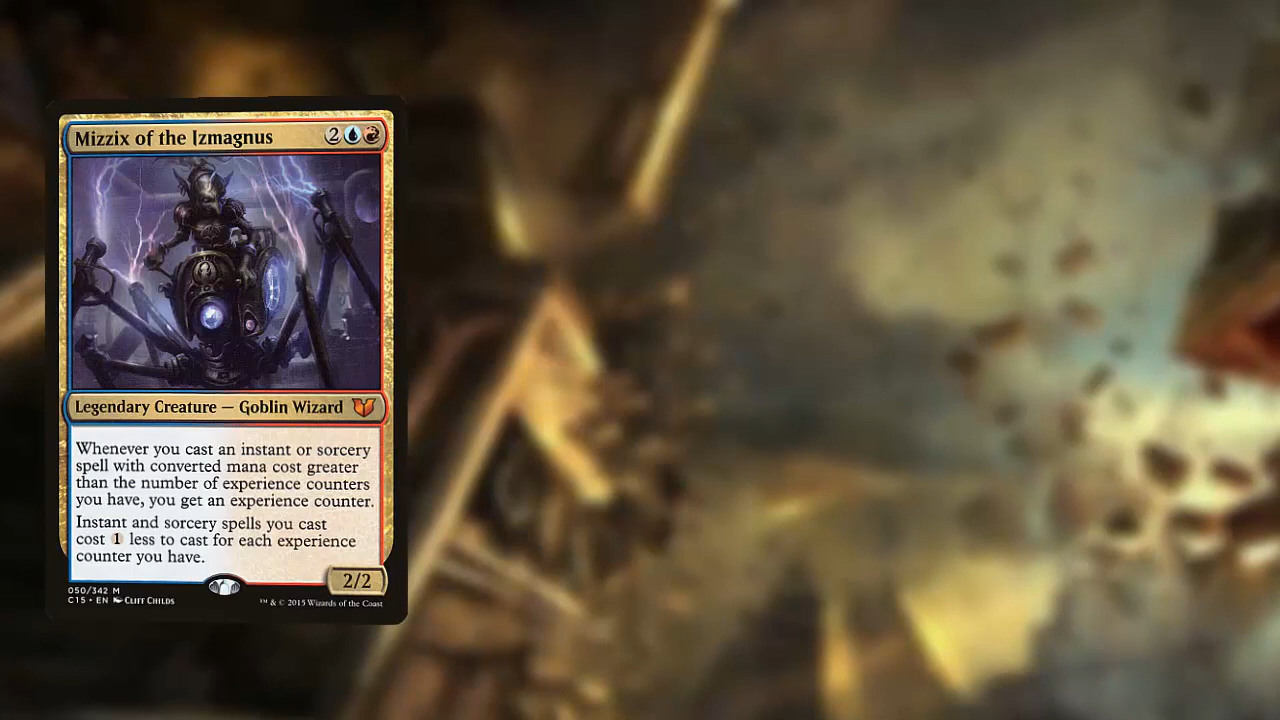 Mizzix of the Izmagnus 2
Legendary Creature — Goblin Wizard
Whenever you cast an instant or sorcery
spell with converted mana cost greater
than the number of experience counters
you have, you get an experience counter.
Instant and sorcery spells you cast
cost 1 less to cast for each experience
counter you have.
2/2
050/342 M
C15 • EN Cliff Childs
™ & © 2015 Wizards of the Coast